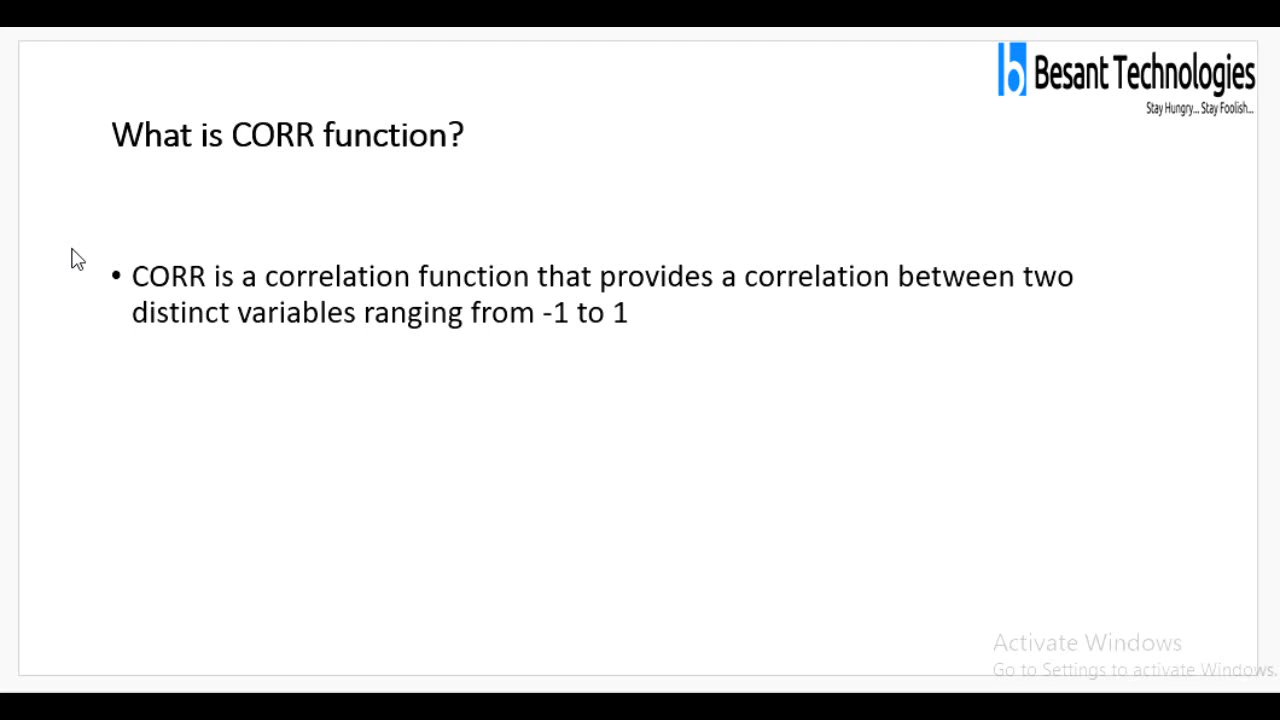 b Besant Technologies
Stay Hungry... Stay Foolish...
What is CORR function?
• CORR is a correlation function that provides a correlation between two
distinct variables ranging from -1 to 1
Activate Windows
Go to Settings to activate Windows.